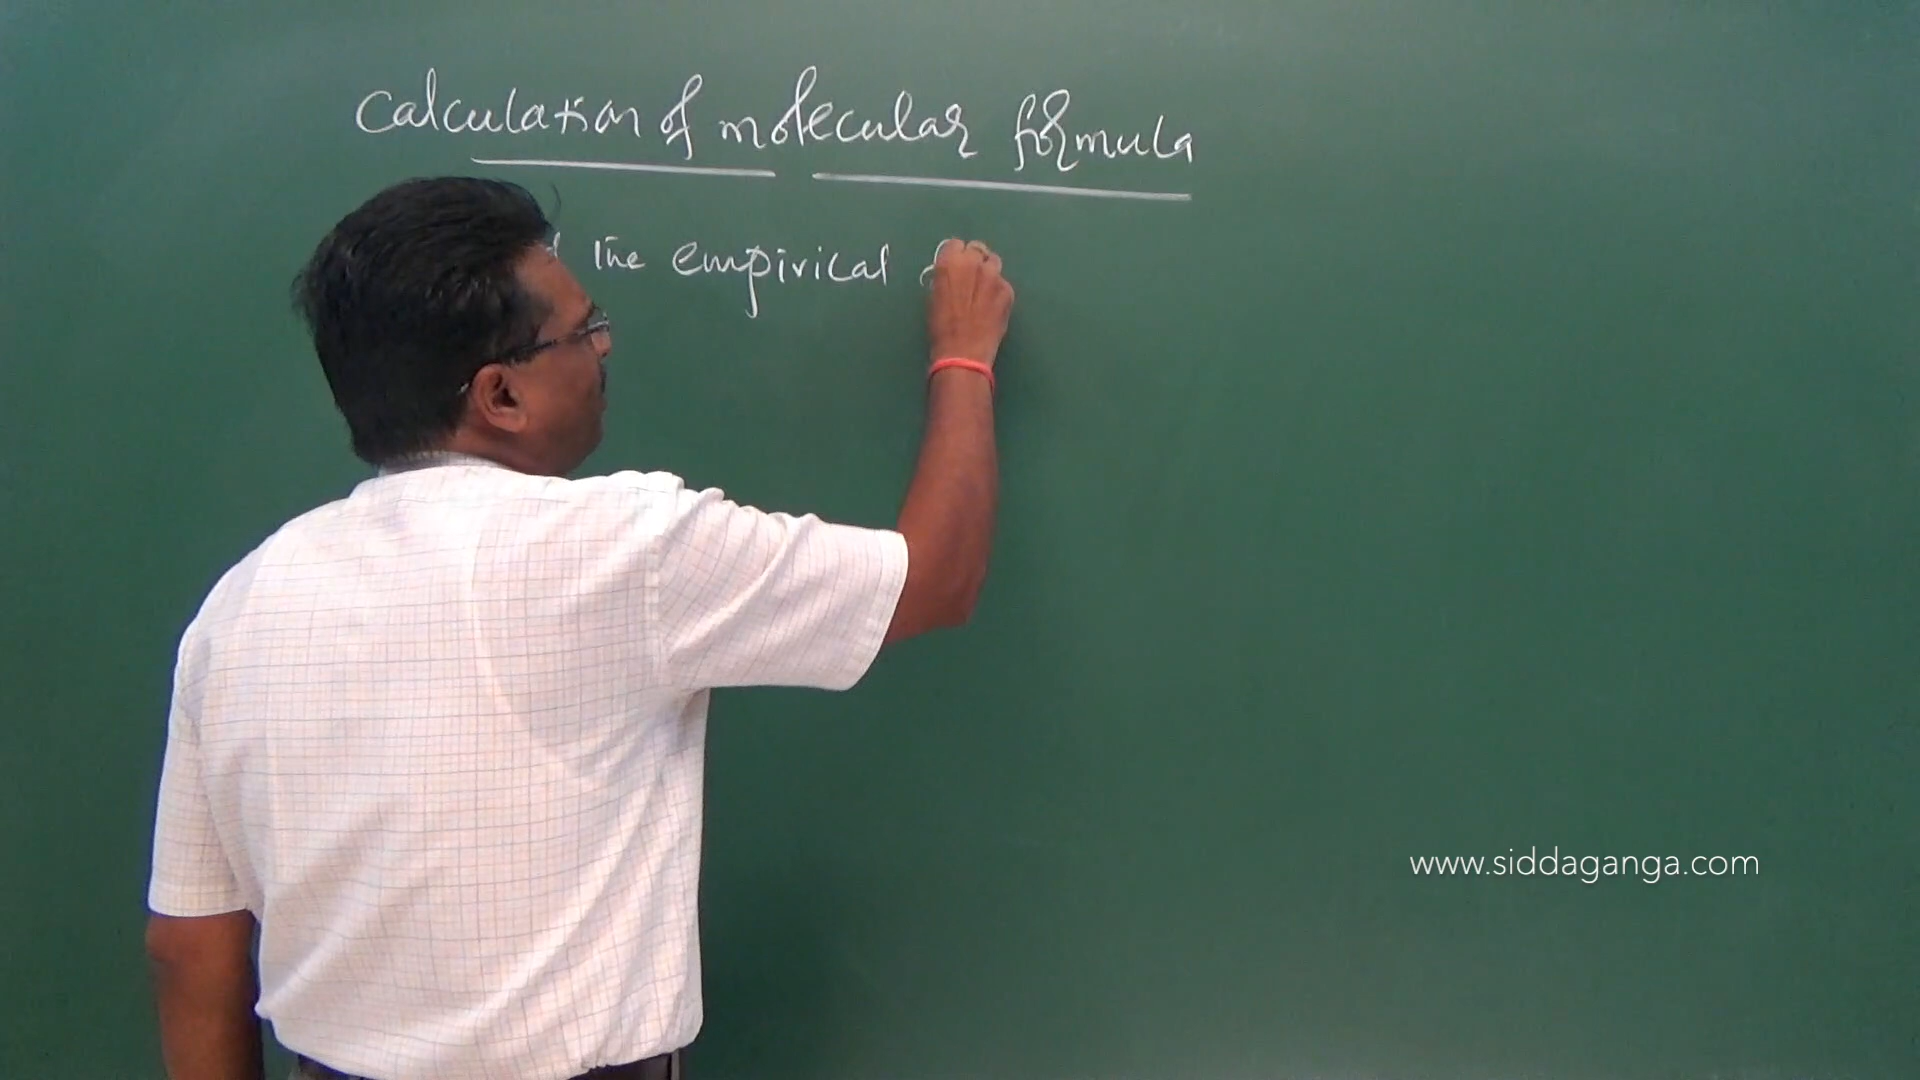 Calculation of molecular formula
the empirical
www.siddaganga.com